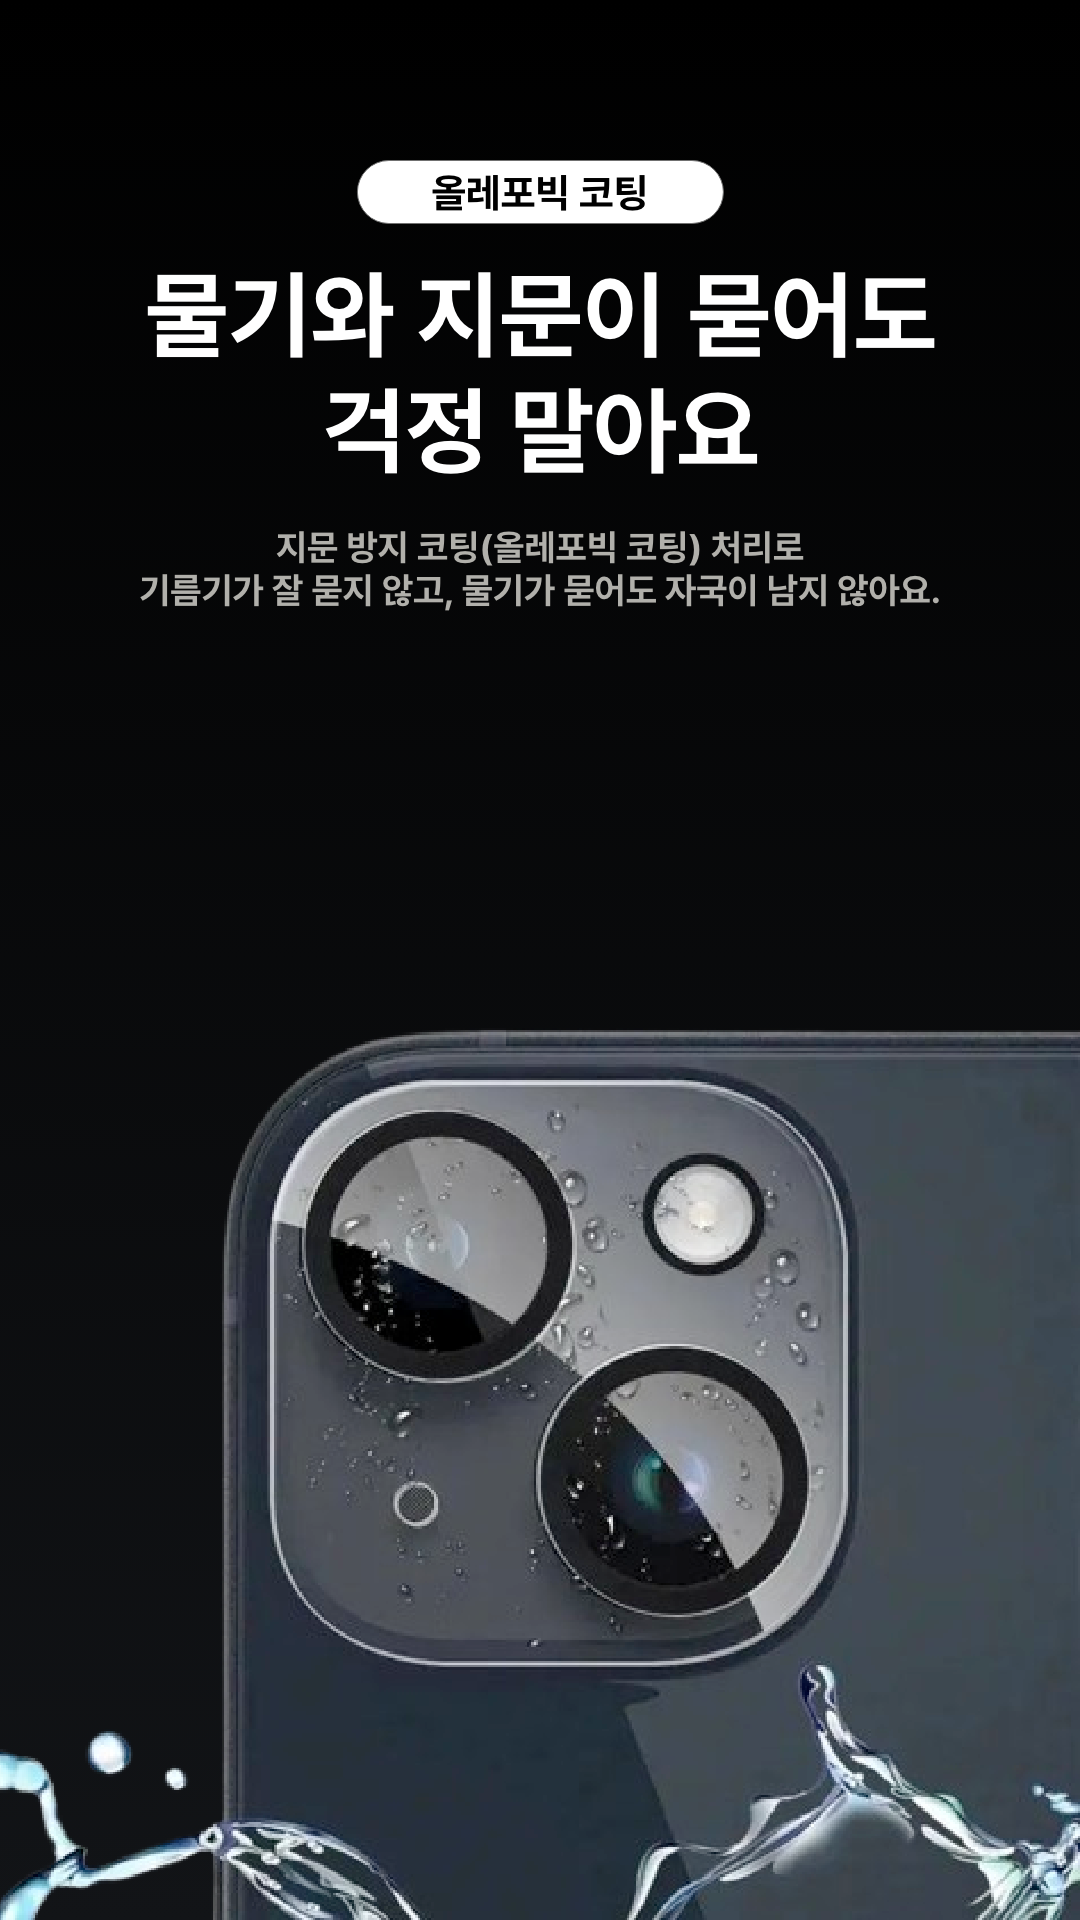 올레포빅 코팅
물기와 지문이 묻어도
걱정 말아요
지문 방지 코팅(올레포빅 코팅) 처리로
기름기가 잘 묻지 않고, 물기가 묻어도 자국이 남지 않아요.